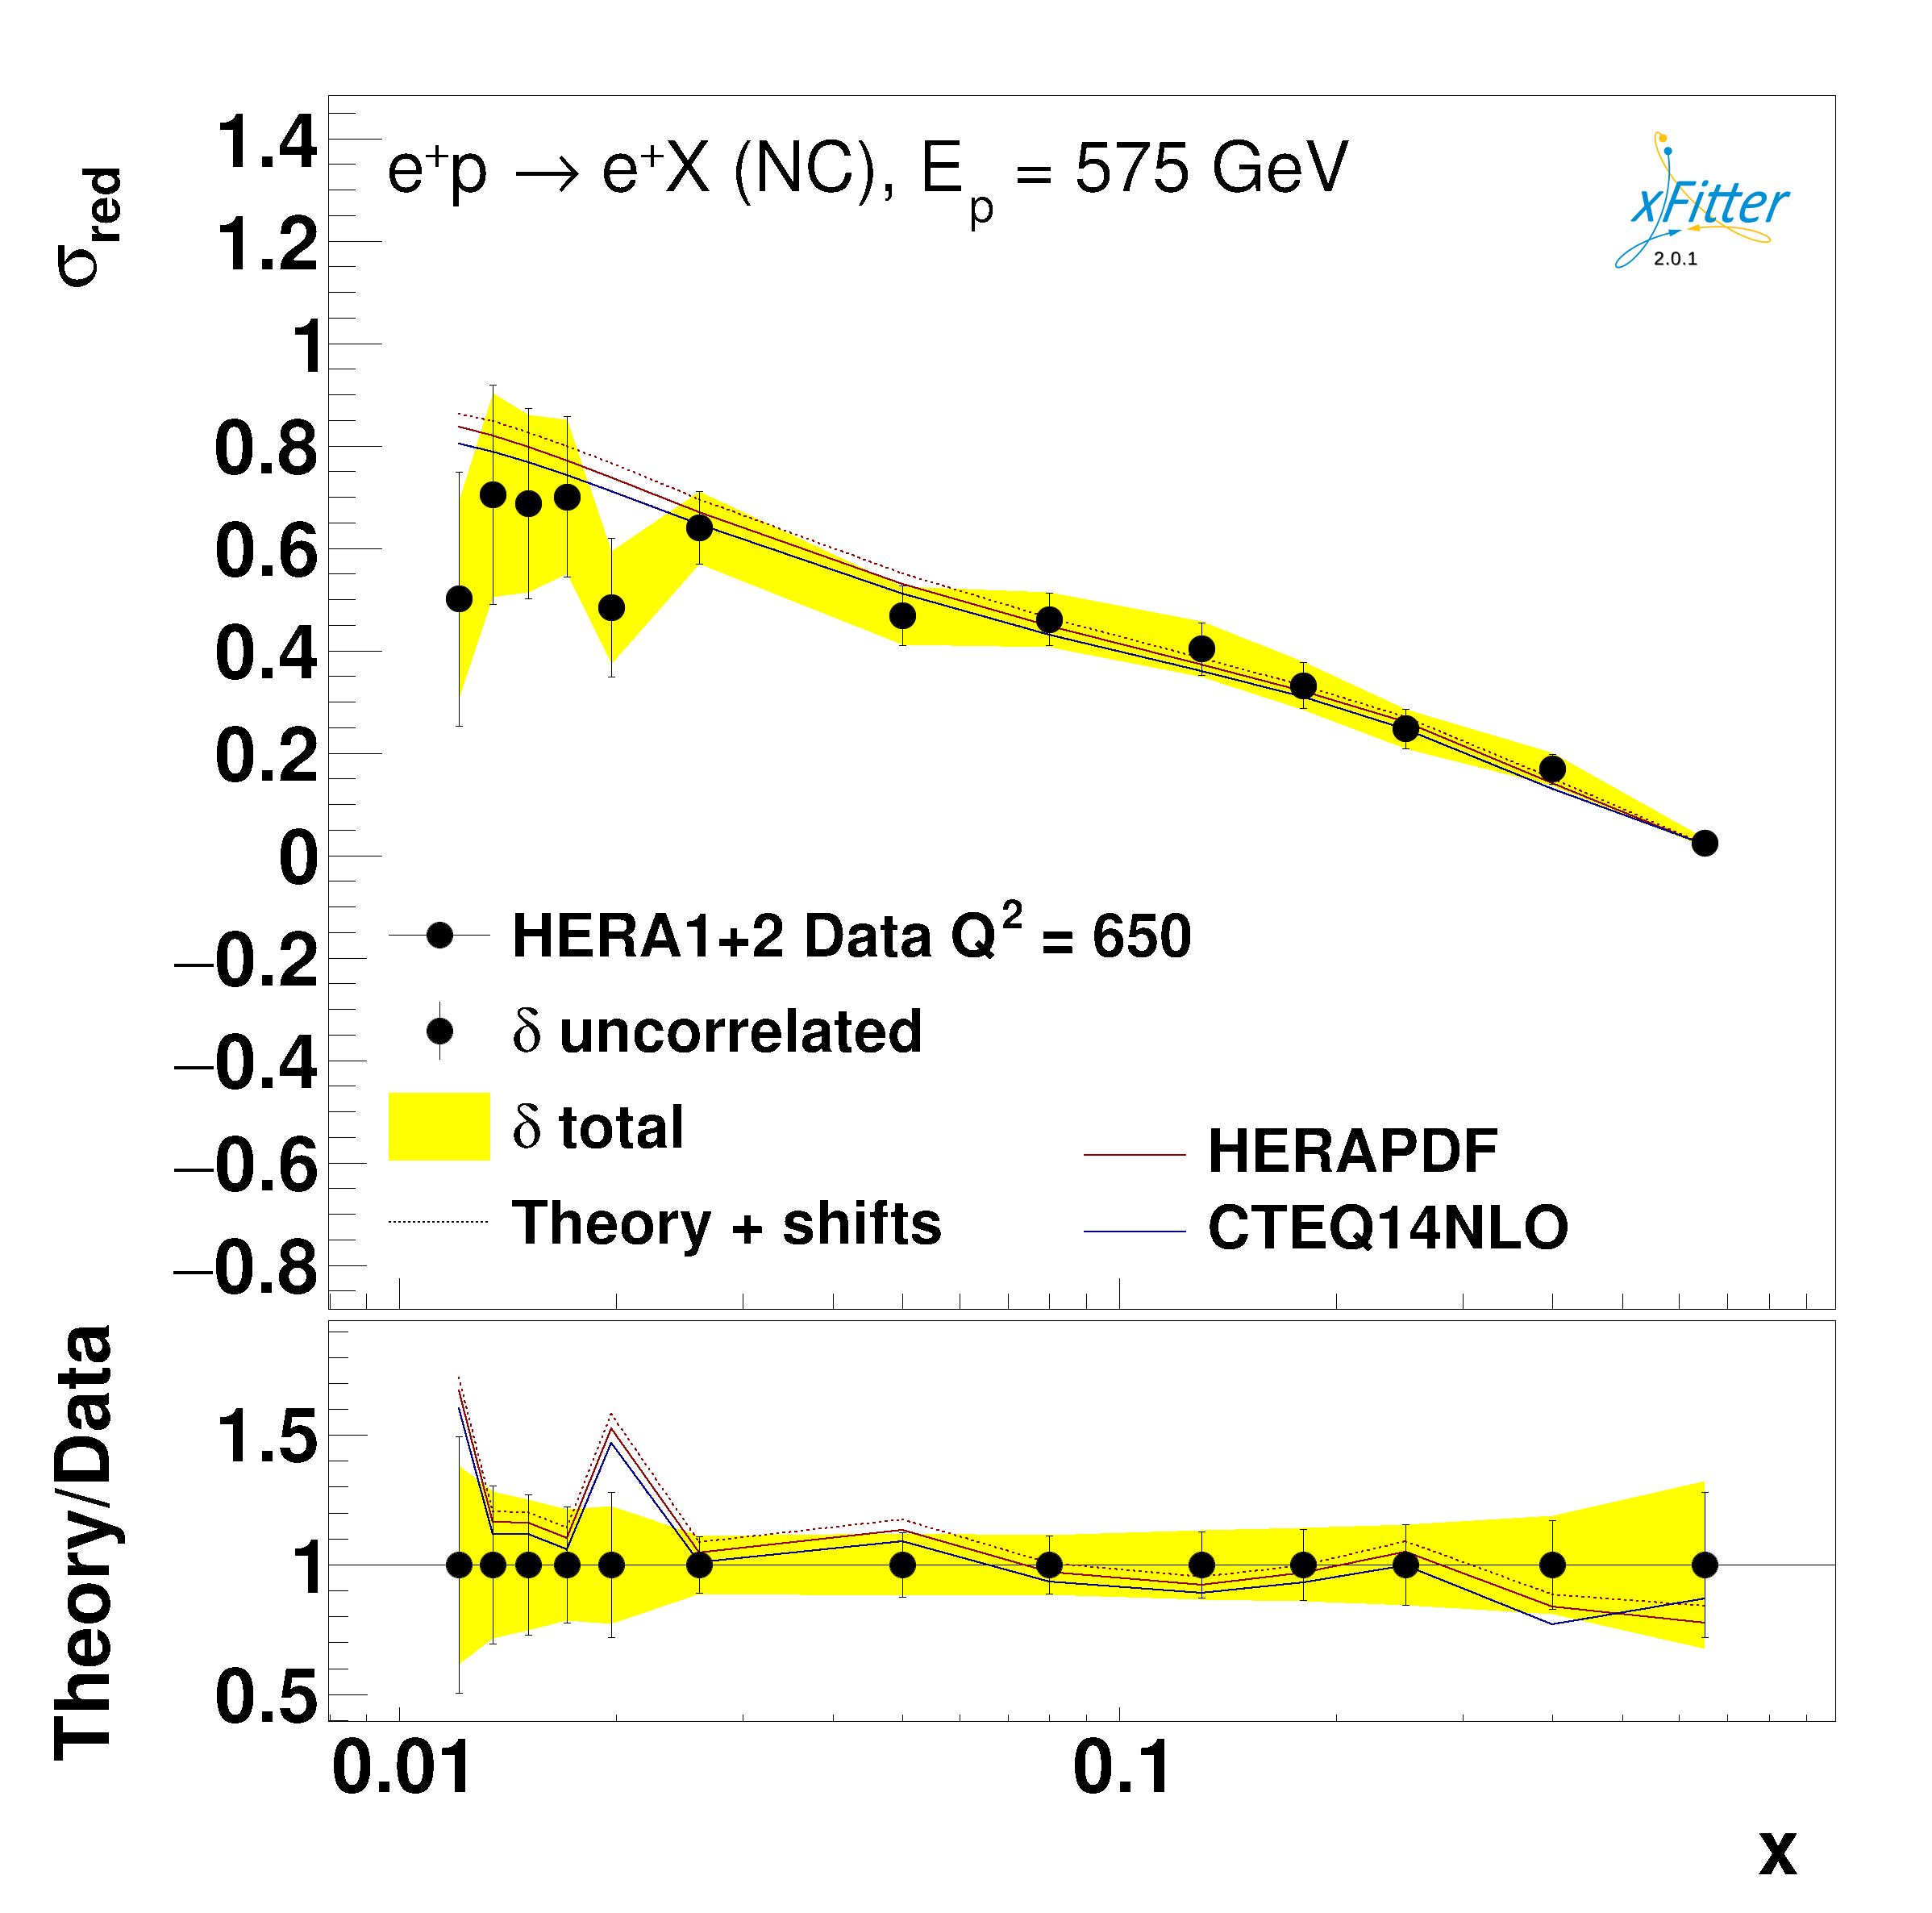 σred
1.4
1.2
1
0.8
0.6
0.4
0.2
0
−0.2
−0.4
−0.6
−0.8
e⁺p → e⁺X (NC), Eₚ = 575 GeV
xFitter
2.0.1
HERA1+2 Data Q² = 650
δ uncorrelated
δ total
Theory + shifts
HERAPDF
CTEQ14NLO
Theory/Data
1.5
1
0.5
0.01 0.1
x